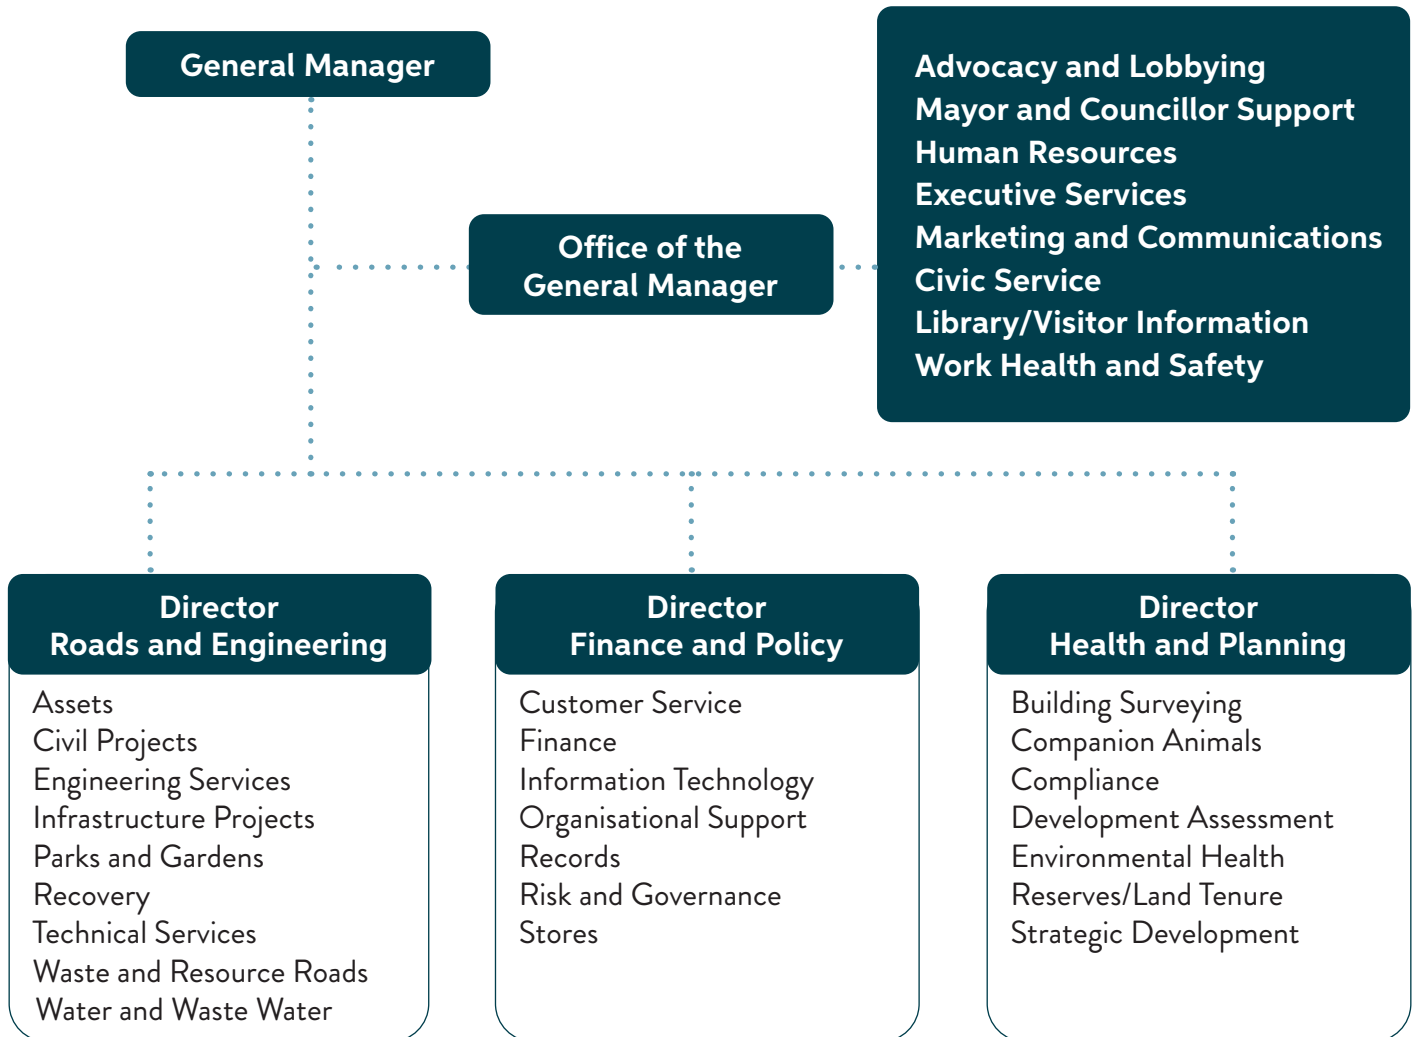 General Manager
Advocacy and Lobbying
Mayor and Councillor Support
Human Resources
Executive Services
Marketing and Communications
Civic Service
Library/Visitor Information
Work Health and Safety
Office of the
General Manager
Director
Roads and Engineering
Assets
Civil Projects
Engineering Services
Infrastructure Projects
Parks and Gardens
Recovery
Technical Services
Waste and Resource Roads
Water and Waste Water
Director
Finance and Policy
Customer Service
Finance
Information Technology
Organisational Support
Records
Risk and Governance
Stores
Director
Health and Planning
Building Surveying
Companion Animals
Compliance
Development Assessment
Environmental Health
Reserves/Land Tenure
Strategic Development